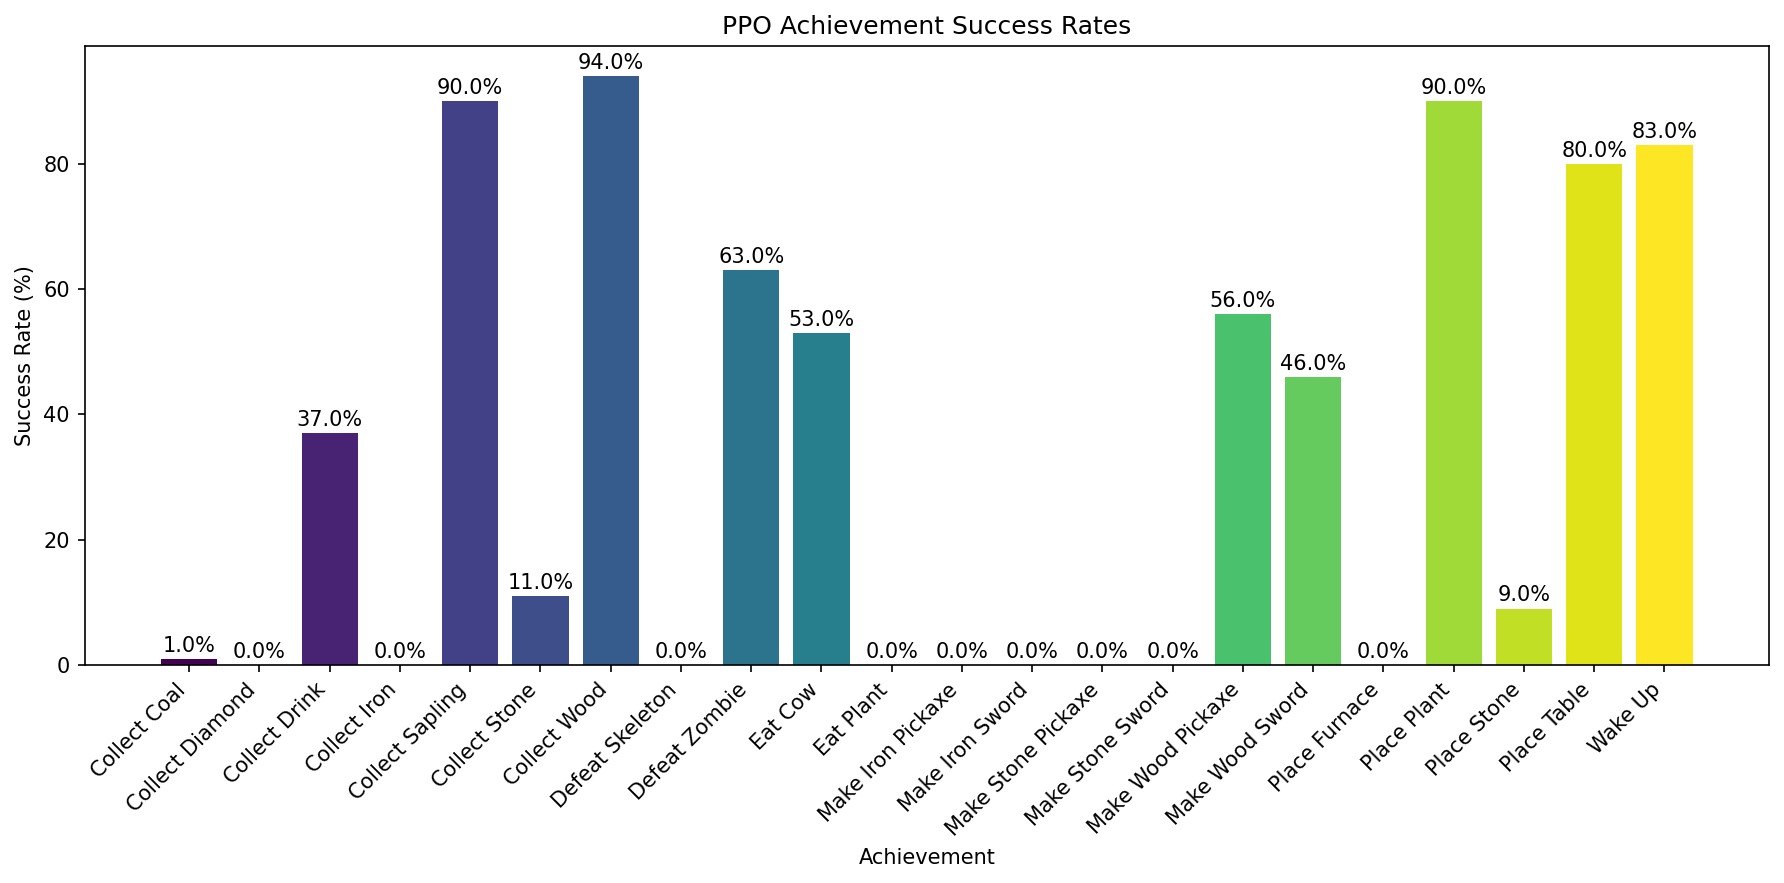 PPO Achievement Success Rates
Success Rate (%)
80
60
40
20
0
1.0%
0.0%
37.0%
0.0%
90.0%
11.0%
94.0%
0.0%
63.0%
53.0%
0.0%
0.0%
0.0%
0.0%
0.0%
56.0%
46.0%
0.0%
90.0%
9.0%
80.0%
83.0%
Collect Coal
Collect Diamond
Collect Drink
Collect Iron
Collect Sapling
Collect Stone
Collect Wood
Defeat Skeleton
Defeat Zombie
Eat Cow
Eat Plant
Make Iron Pickaxe
Make Iron Sword
Make Stone Pickaxe
Make Stone Sword
Make Wood Pickaxe
Make Wood Sword
Place Furnace
Place Plant
Place Stone
Place Table
Wake Up
Achievement